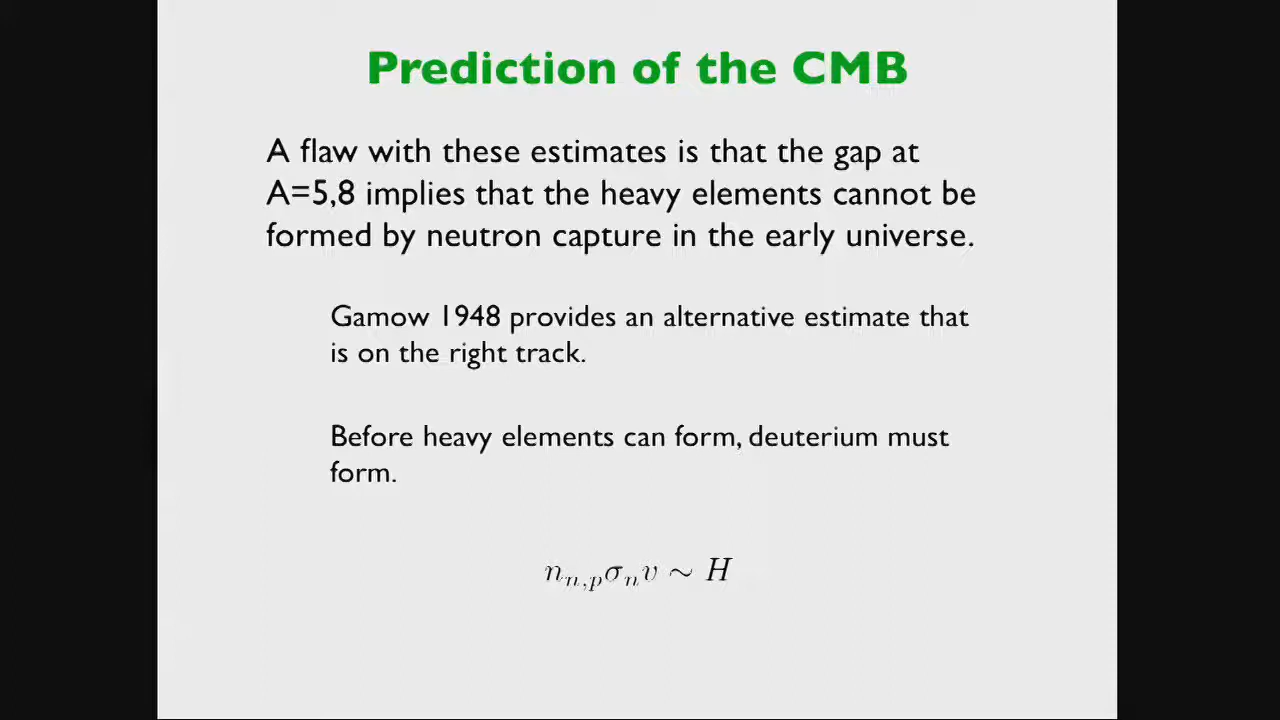 Prediction of the CMB
A flaw with these estimates is that the gap at
A=5,8 implies that the heavy elements cannot be
formed by neutron capture in the early universe.
Gamow 1948 provides an alternative estimate that
is on the right track.
Before heavy elements can form, deuterium must
form.
$n_{n,p}\sigma_n v \sim H$